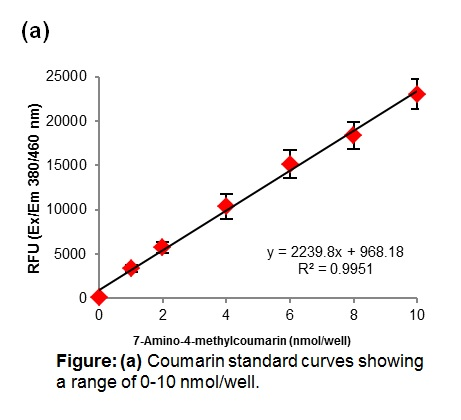 (a)
25000
20000
15000
10000
5000
0
RFU (Ex/Em 380/460 nm)
y = 2239.8x + 968.18
R² = 0.9951
0 2 4 6 8 10
7-Amino-4-methylcoumarin (nmol/well)
Figure: (a) Coumarin standard curves showing
a range of 0-10 nmol/well.